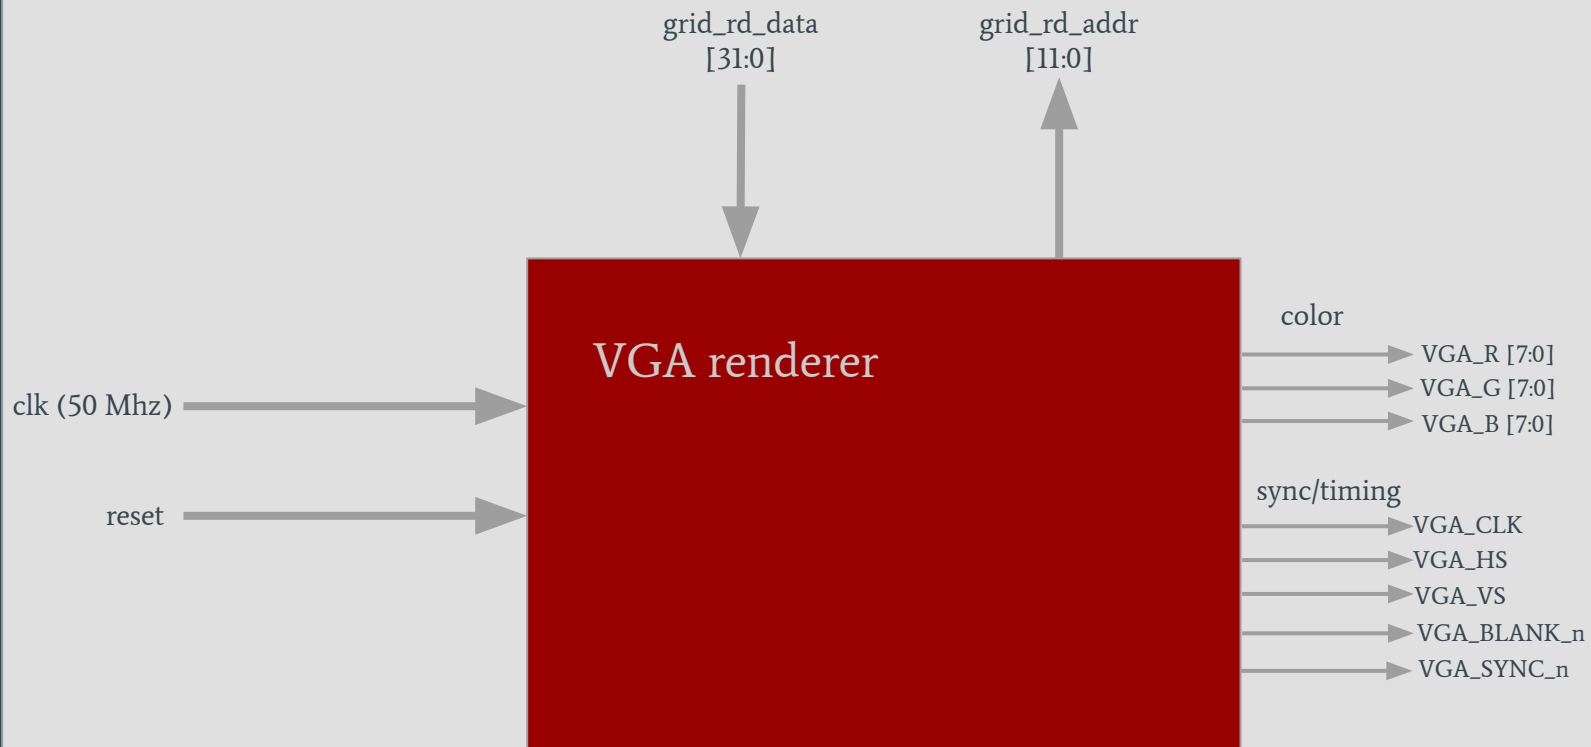 grid_rd_data
[31:0]
grid_rd_addr
[11:0]
VGA renderer
clk (50 Mhz)
reset
color
VGA_R [7:0]
VGA_G [7:0]
VGA_B [7:0]
sync/timing
VGA_CLK
VGA_HS
VGA_VS
VGA_BLANK_n
VGA_SYNC_n